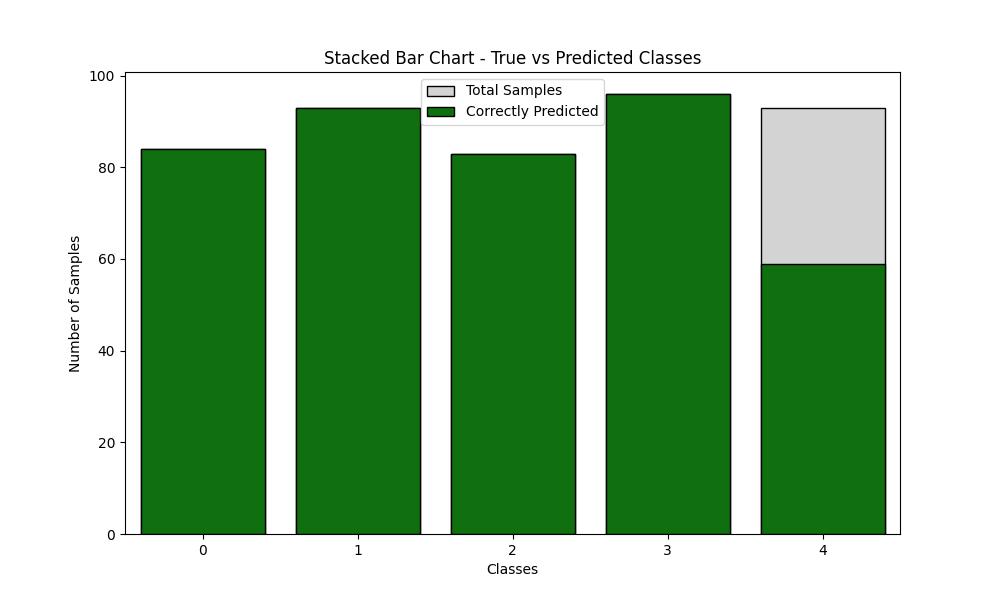 Stacked Bar Chart - True vs Predicted Classes
Total Samples
Correctly Predicted
100
80
60
40
20
0
Number of Samples
0 1 2 3 4
Classes